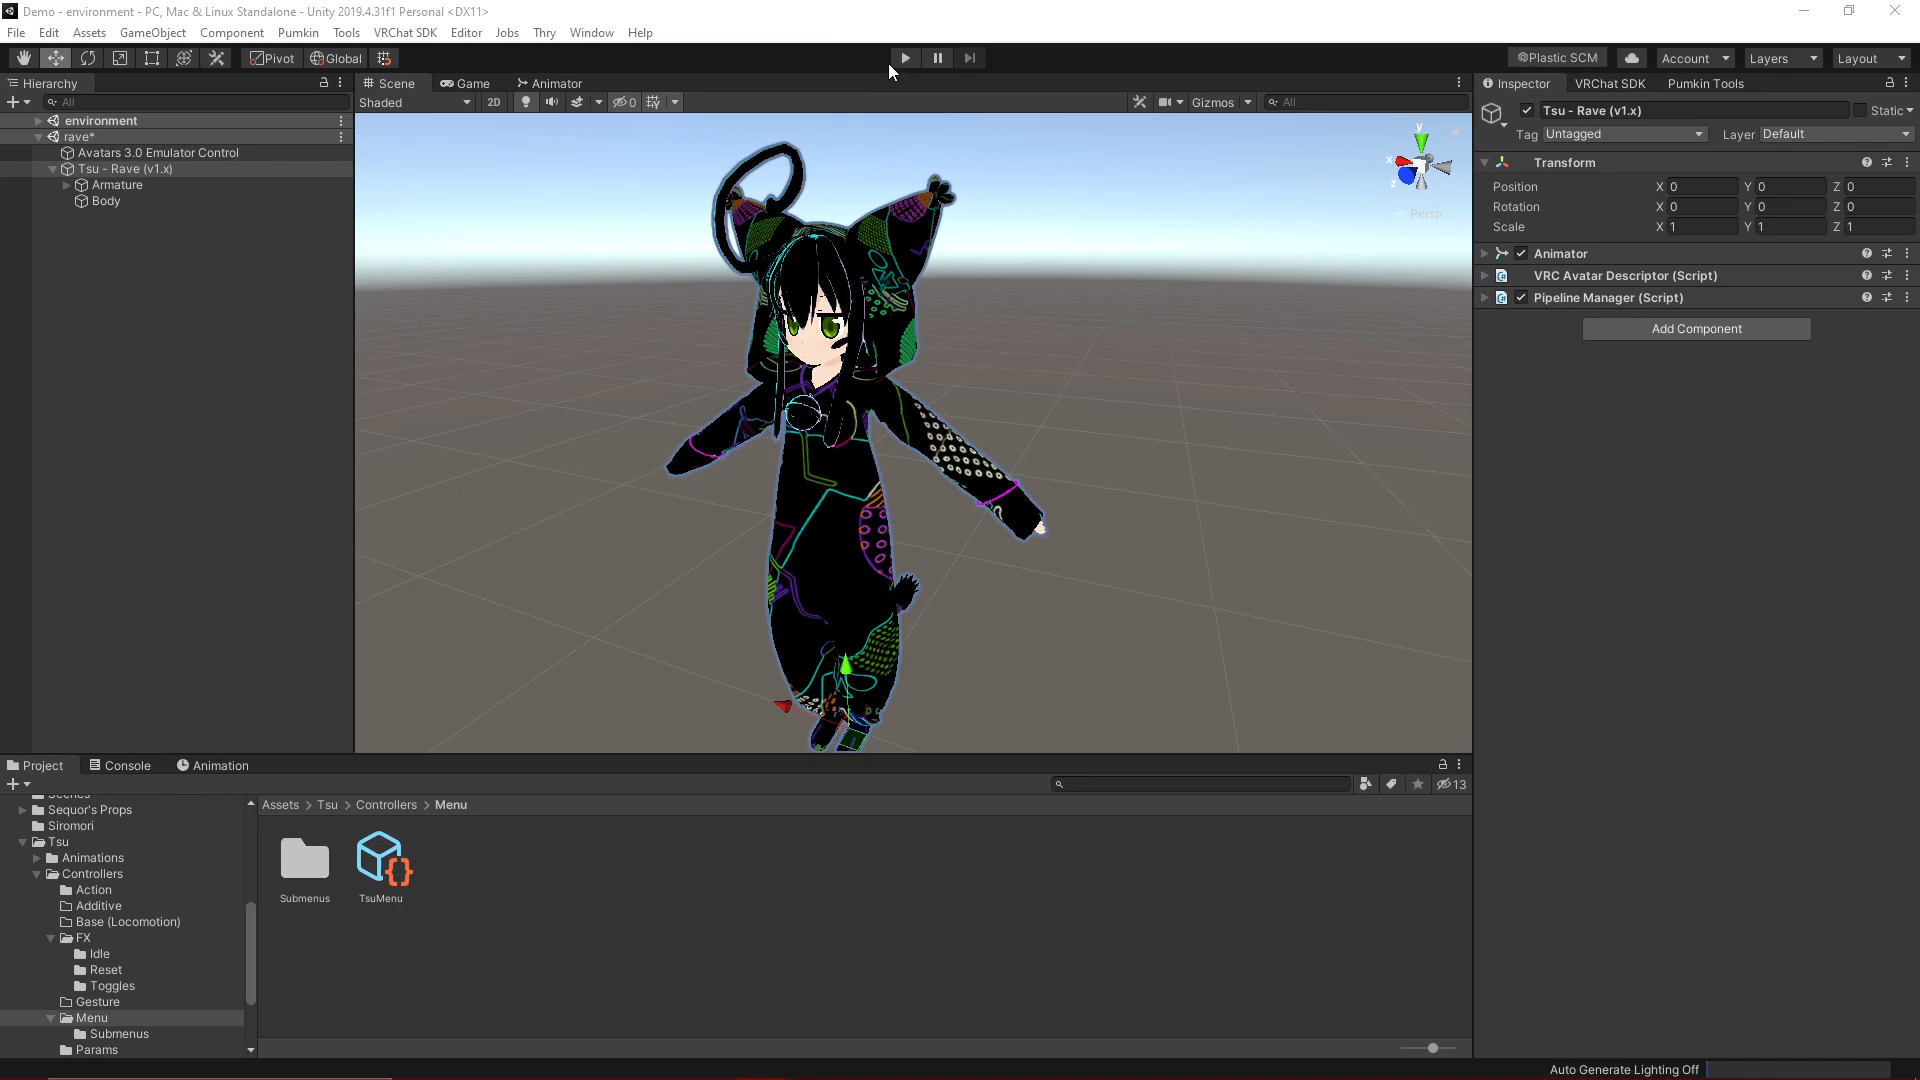 Demo - environment - PC, Mac & Linux Standalone - Unity 2019.4.31f1 Personal <DX11>
File Edit Assets GameObject Component Pumkin Tools VRChat SDK Editor Jobs Thry Window Help
Pivot Global Plastic SCM Account Layers Layout
Hierarchy Scene Game Animator Inspector VRChat SDK Pumkin Tools
All Shaded 2D 0 Gizmos All
Tsu - Rave (v1.x) Static
environment
Tag Untagged Layer Default
rave*
Avatars 3.0 Emulator Control
Tsu - Rave (v1.x)
Armature
Body
y
x
z
Persp
Transform
Position X 0 Y 0 Z 0
Rotation X 0 Y 0 Z 0
Scale X 1 Y 1 Z 1
Animator
VRC Avatar Descriptor (Script)
Pipeline Manager (Script)
Add Component
Project Console Animation
13
Scenes
Assets > Tsu > Controllers > Menu
Sequor's Props
Siromori
Tsu
Animations
Controllers
Action
Additive
Base (Locomotion)
FX
Idle
Reset
Toggles
Gesture
Menu
Submenus
Params
Submenus TsuMenu
Auto Generate Lighting Off